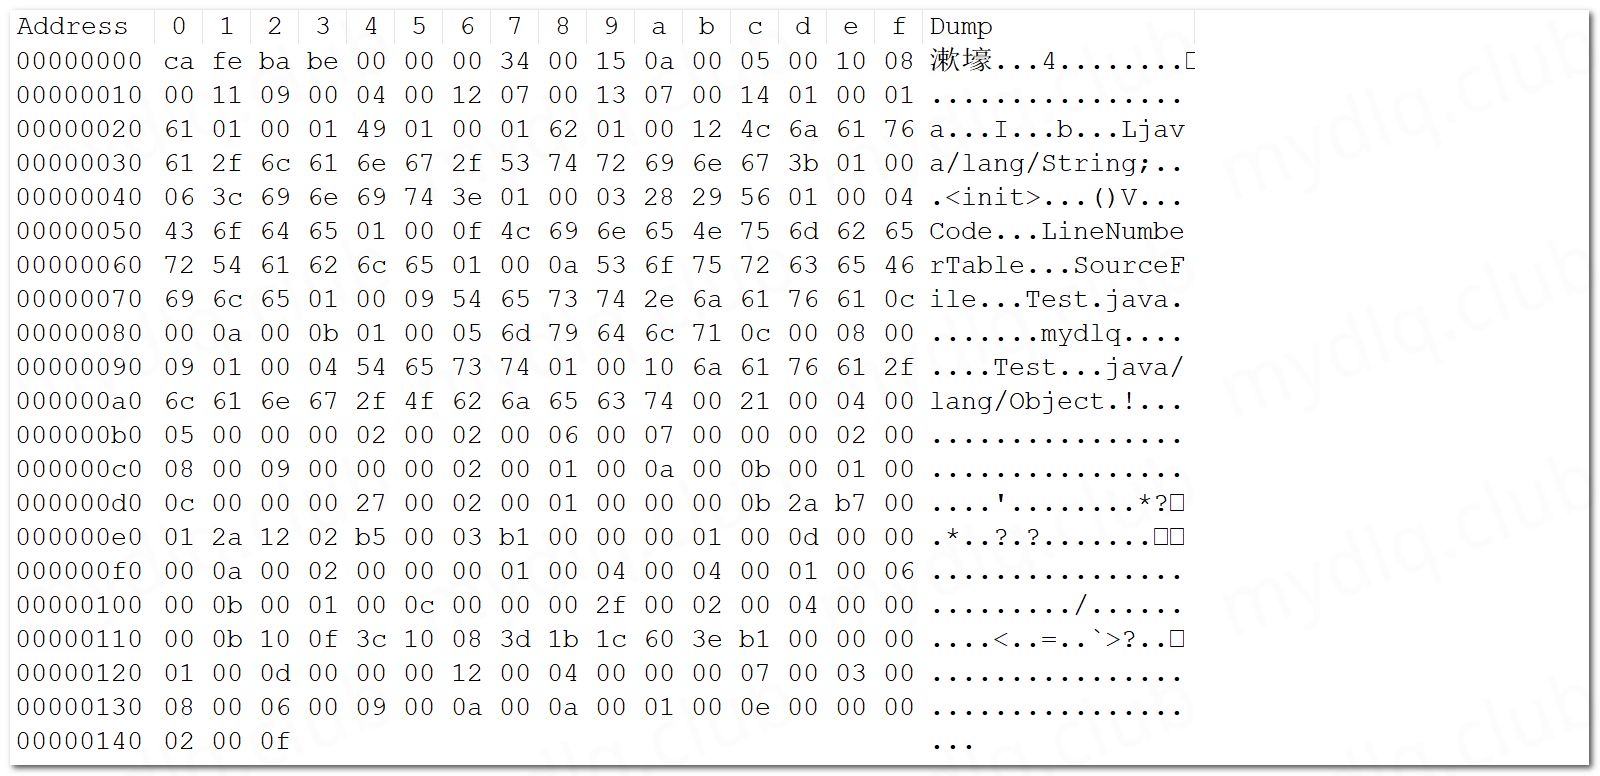 Address 0 1 2 3 4 5 6 7 8 9 a b c d e f Dump
00000000 ca fe ba be 00 00 00 34 00 15 0a 00 05 00 10 08 漱壕...4........□
00000010 00 11 09 00 04 00 12 07 00 13 07 00 14 01 00 01 ................
00000020 61 01 00 01 49 01 00 01 62 01 00 12 4c 6a 61 76 a...I...b...Ljav
00000030 61 2f 6c 61 6e 67 2f 53 74 72 69 6e 67 3b 01 00 a/lang/String;..
00000040 06 3c 69 6e 69 74 3e 01 00 03 28 29 56 01 00 04 .<init>...()V...
00000050 43 6f 64 65 01 00 0f 4c 69 6e 65 4e 75 6d 62 65 Code...LineNumbe
00000060 72 54 61 62 6c 65 01 00 0a 53 6f 75 72 63 65 46 rTable...SourceF
00000070 69 6c 65 01 00 09 54 65 73 74 2e 6a 61 76 61 0c ile...Test.java.
00000080 00 0a 00 0b 01 00 05 6d 79 64 6c 71 0c 00 08 00 .......mydlq....
00000090 09 01 00 04 54 65 73 74 01 00 10 6a 61 76 61 2f ....Test...java/
000000a0 6c 61 6e 67 2f 4f 62 6a 65 63 74 00 21 00 04 00 lang/Object.!...
000000b0 05 00 00 00 02 00 02 00 06 00 07 00 00 00 02 00 ................
000000c0 08 00 09 00 00 00 02 00 01 00 0a 00 0b 00 01 00 ................
000000d0 0c 00 00 00 27 00 02 00 01 00 00 00 0b 2a b7 00 ....'........*?□
000000e0 01 2a 12 02 b5 00 03 b1 00 00 00 01 00 0d 00 00 .*..?.?.......□□
000000f0 00 0a 00 02 00 00 00 01 00 04 00 04 00 01 00 06 ................
00000100 00 0b 00 01 00 0c 00 00 00 2f 00 02 00 04 00 00 ........./......
00000110 00 0b 10 0f 3c 10 08 3d 1b 1c 60 3e b1 00 00 00 ....<..=..`>?..□
00000120 01 00 0d 00 00 00 12 00 04 00 00 00 07 00 03 00 ................
00000130 08 00 06 00 09 00 0a 00 0a 00 01 00 0e 00 00 00 ................
00000140 02 00 0f ...
mydlq.club
mydlq.club
mydlq.club